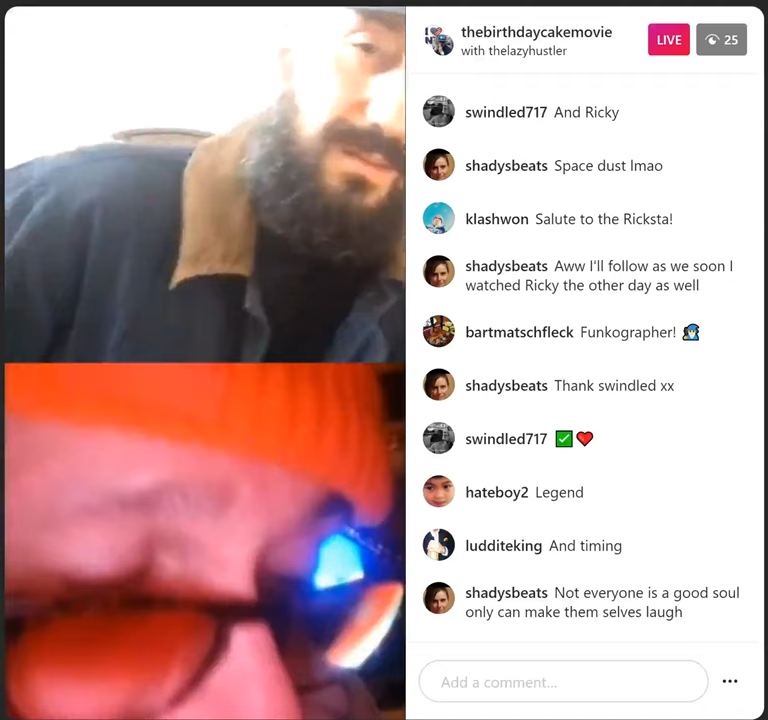 thebirthdaycakemovie
with thelazyhustler
LIVE
25
swindled717 And Ricky
shadysbeats Space dust lmao
klashwon Salute to the Ricksta!
shadysbeats Aww I'll follow as we soon I
watched Ricky the other day as well
bartmatschfleck Funkographer! 🧙‍♂️
shadysbeats Thank swindled xx
swindled717 ✅❤️
hateboy2 Legend
ludditeking And timing
shadysbeats Not everyone is a good soul
only can make them selves laugh
Add a comment...